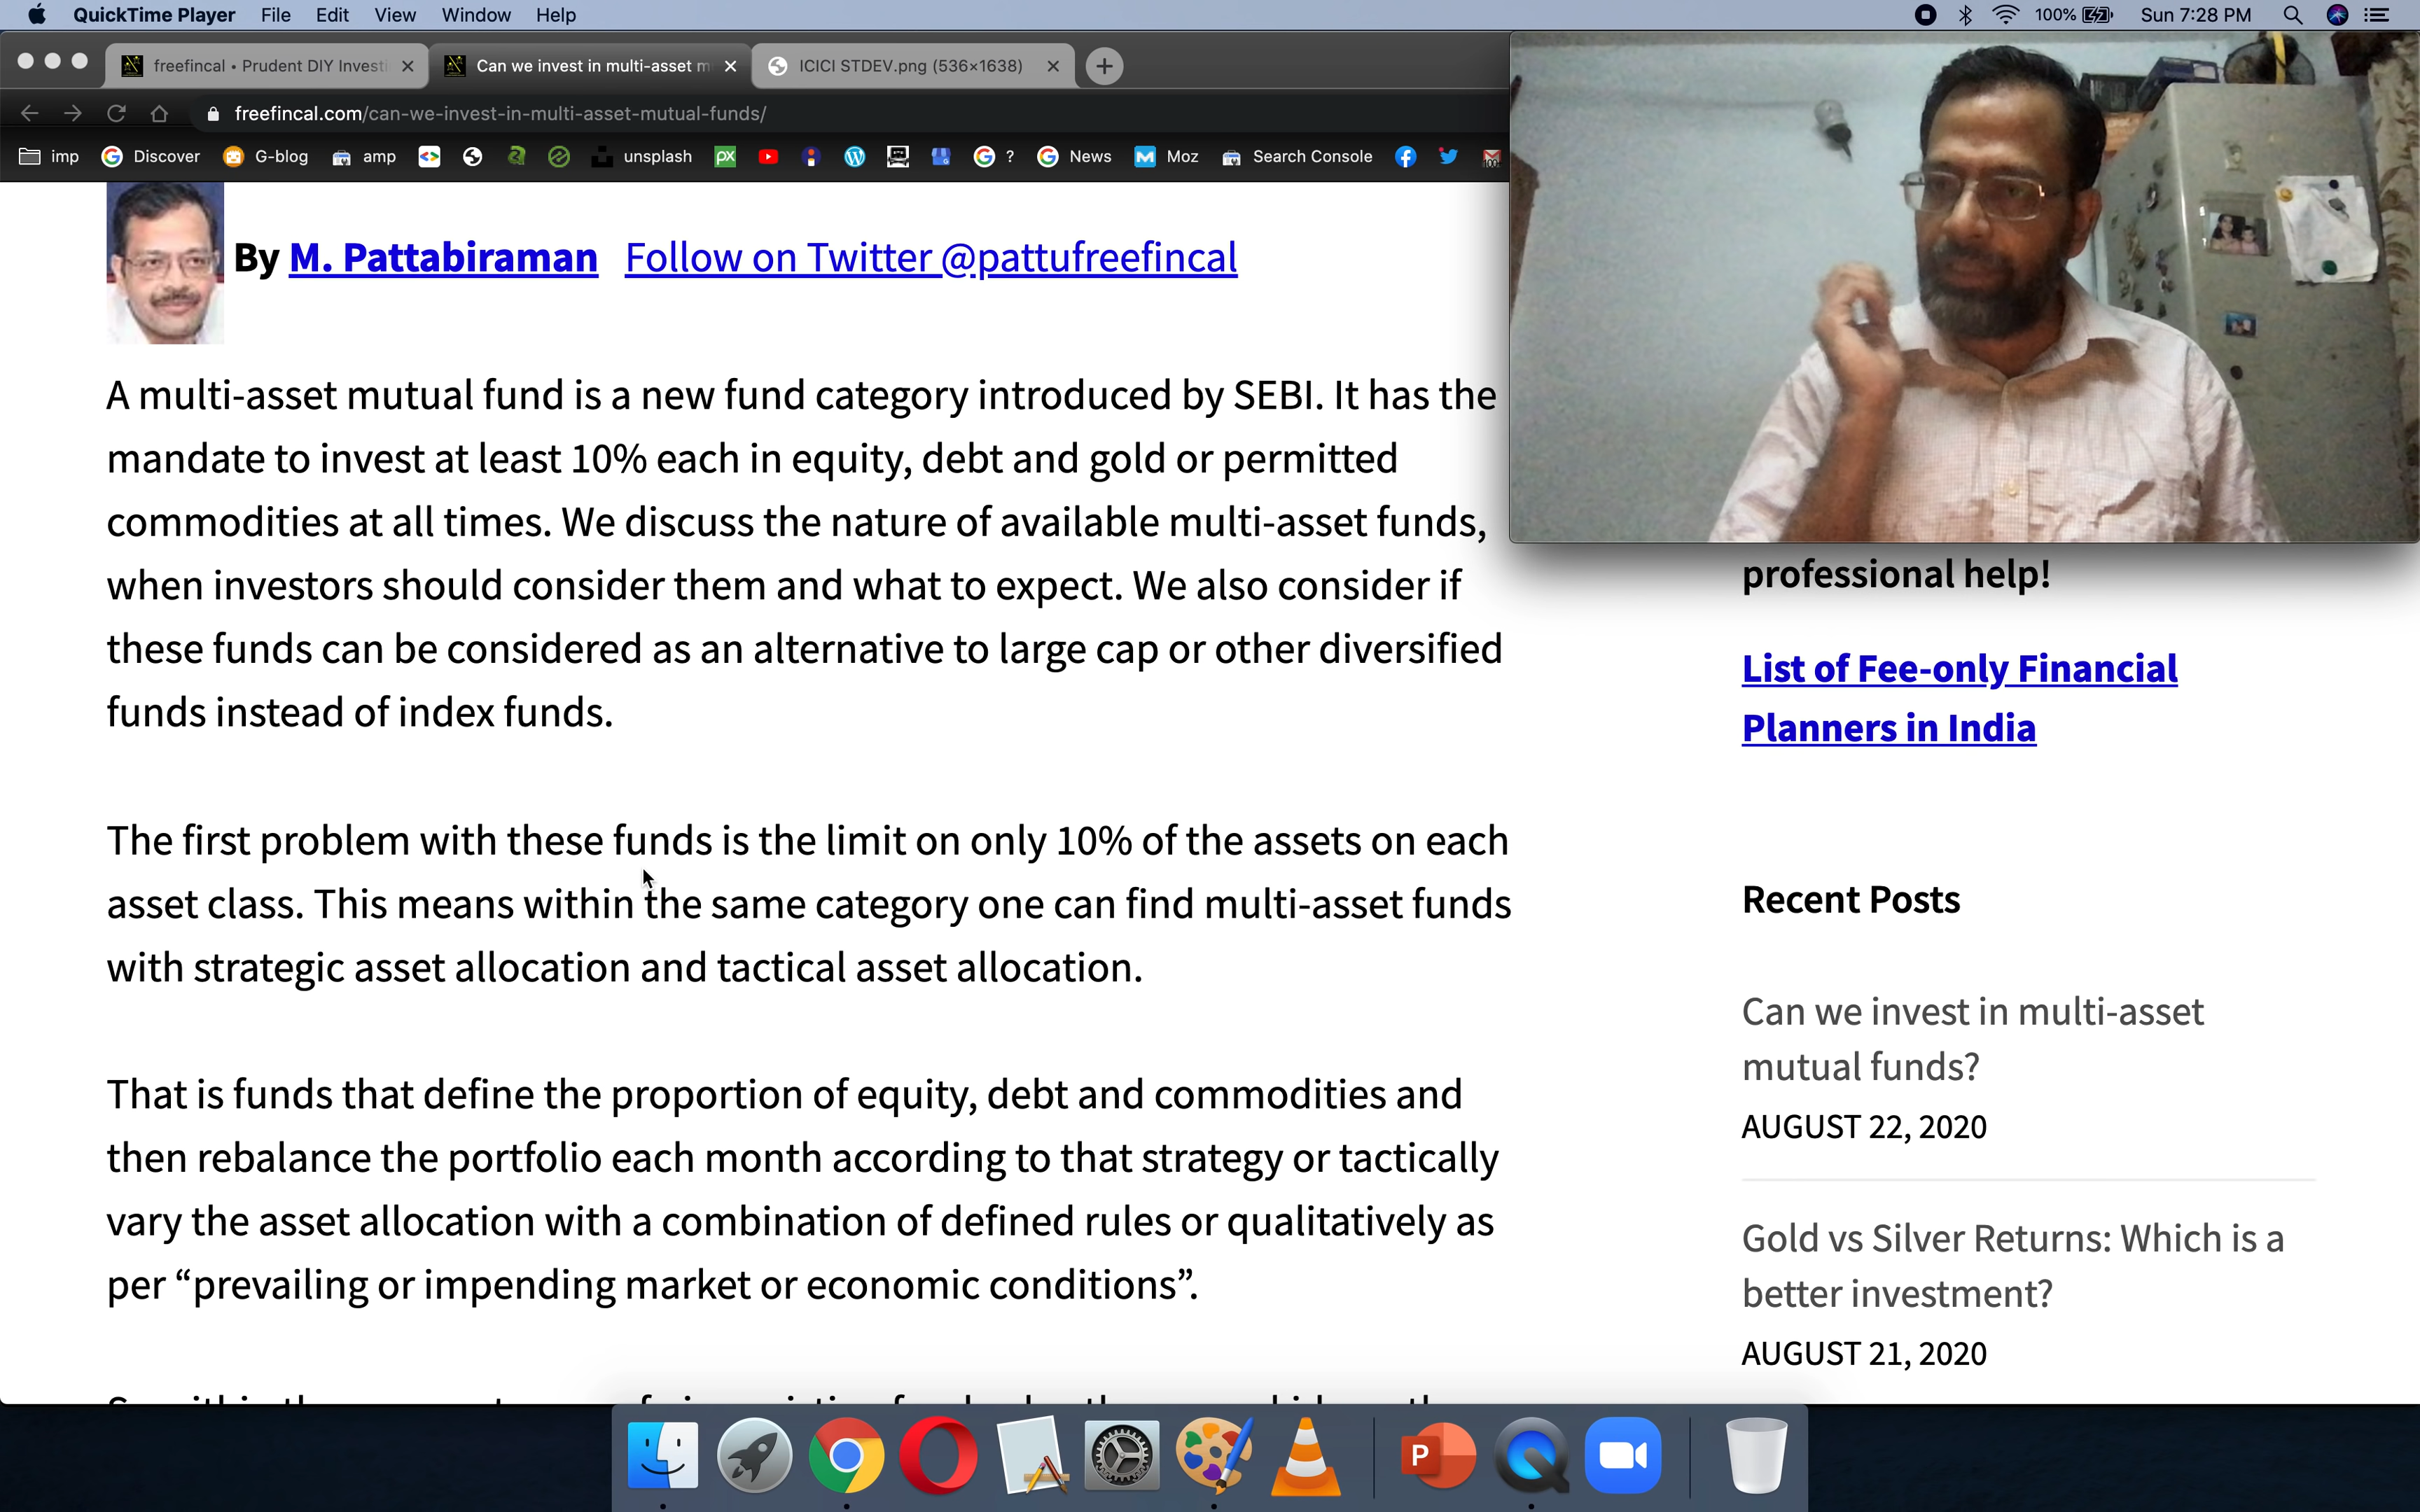 QuickTime Player File Edit View Window Help 100% Sun 7:28 PM
freefincal • Prudent DIY Investi Can we invest in multi-asset m ICICI STDEV.png (536×1638)
freefincal.com/can-we-invest-in-multi-asset-mutual-funds/
imp Discover G-blog amp unsplash px G ? News Moz Search Console
By M. Pattabiraman Follow on Twitter @pattufreefincal
A multi-asset mutual fund is a new fund category introduced by SEBI. It has the
mandate to invest at least 10% each in equity, debt and gold or permitted
commodities at all times. We discuss the nature of available multi-asset funds,
when investors should consider them and what to expect. We also consider if
these funds can be considered as an alternative to large cap or other diversified
funds instead of index funds.
The first problem with these funds is the limit on only 10% of the assets on each
asset class. This means within the same category one can find multi-asset funds
with strategic asset allocation and tactical asset allocation.
That is funds that define the proportion of equity, debt and commodities and
then rebalance the portfolio each month according to that strategy or tactically
vary the asset allocation with a combination of defined rules or qualitatively as
per “prevailing or impending market or economic conditions”.
professional help!
List of Fee-only Financial
Planners in India
Recent Posts
Can we invest in multi-asset
mutual funds?
AUGUST 22, 2020
Gold vs Silver Returns: Which is a
better investment?
AUGUST 21, 2020
P